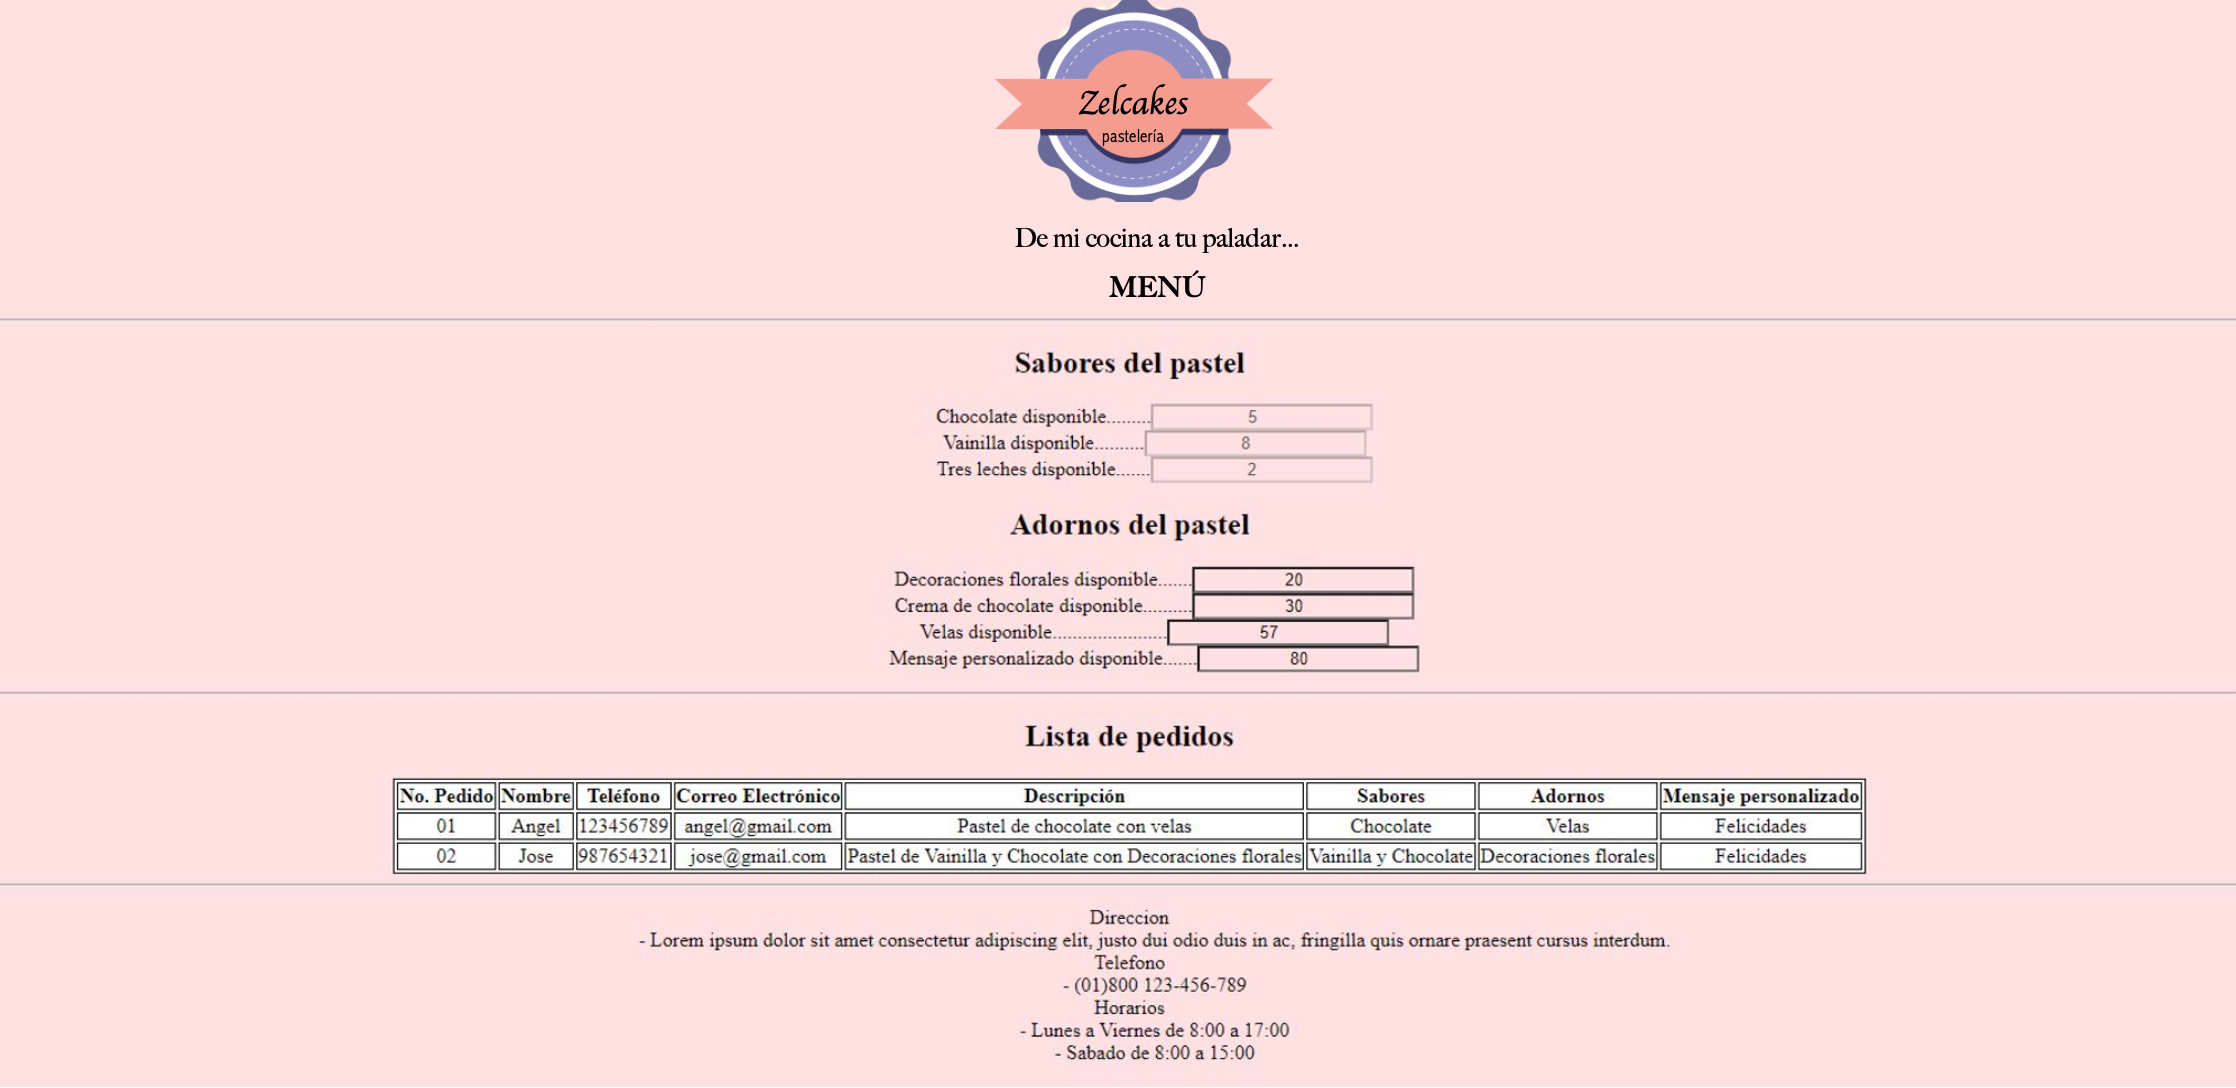 Zelcakes
pastelería
De mi cocina a tu paladar...
MENÚ
Sabores del pastel
Chocolate disponible......... 5
Vainilla disponible.......... 8
Tres leches disponible....... 2
Adornos del pastel
Decoraciones florales disponible....... 20
Crema de chocolate disponible.......... 30
Velas disponible....................... 57
Mensaje personalizado disponible....... 80
Lista de pedidos
No. Pedido Nombre Teléfono Correo Electrónico Descripción Sabores Adornos Mensaje personalizado
01 Angel 123456789 angel@gmail.com Pastel de chocolate con velas Chocolate Velas Felicidades
02 Jose 987654321 jose@gmail.com Pastel de Vainilla y Chocolate con Decoraciones florales Vainilla y Chocolate Decoraciones florales Felicidades
Direccion
- Lorem ipsum dolor sit amet consectetur adipiscing elit, justo dui odio duis in ac, fringilla quis ornare praesent cursus interdum.
Telefono
- (01)800 123-456-789
Horarios
- Lunes a Viernes de 8:00 a 17:00
- Sabado de 8:00 a 15:00